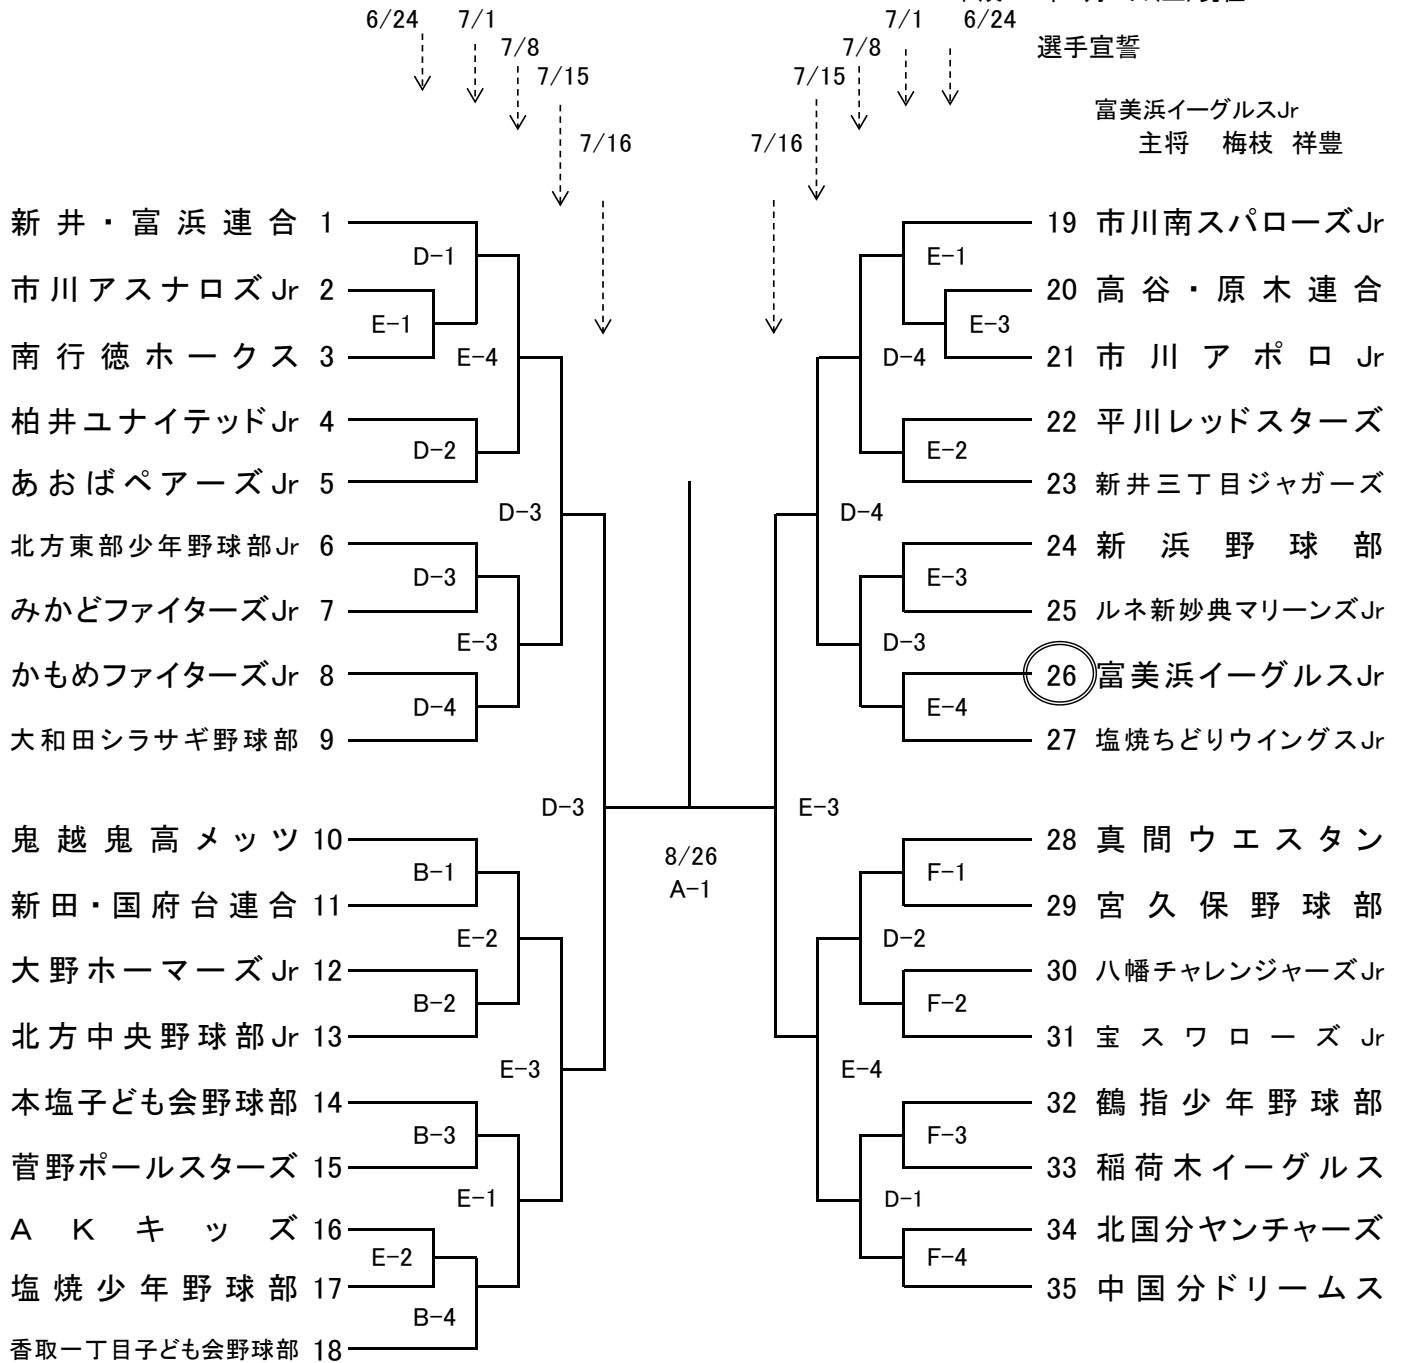 6/24 7/1 7/1 6/24
7/8 7/8 選手宣誓
7/15 7/15
富美浜イーグルスJr
7/16 7/16 主将 梅枝 祥豊
新井・富浜連合 1 19 市川南スパローズJr
D-1 E-1
市川アスナロズJr 2 20 高谷・原木連合
E-1 E-3
南行徳ホークス 3 E-4 D-4 21 市川アポロJr
柏井ユナイテッドJr 4 22 平川レッドスターズ
D-2 E-2
あおばペアーズJr 5 23 新井三丁目ジャガーズ
D-3 D-4
北方東部少年野球部Jr 6 24 新浜野球部
D-3 E-3
みかどファイターズJr 7 25 ルネ新妙典マリーンズJr
E-3 D-3
かもめファイターズJr 8 26 富美浜イーグルスJr
D-4 E-4
大和田シラサギ野球部 9 27 塩焼ちどりウイングスJr
D-3 E-3
鬼越鬼高メッツ 10 28 真間ウエスタン
8/26
B-1 F-1
A-1
新田・国府台連合 11 29 宮久保野球部
E-2 D-2
大野ホーマーズJr 12 30 八幡チャレンジャーズJr
B-2 F-2
北方中央野球部Jr 13 31 宝スワローズJr
E-3 E-4
本塩子ども会野球部 14 32 鶴指少年野球部
B-3 F-3
菅野ポールスターズ 15 33 稲荷木イーグルス
E-1 D-1
AKキッズ 16 34 北国分ヤンチャーズ
E-2 F-4
塩焼少年野球部 17 35 中国分ドリームス
B-4
香取一丁目子ども会野球部 18